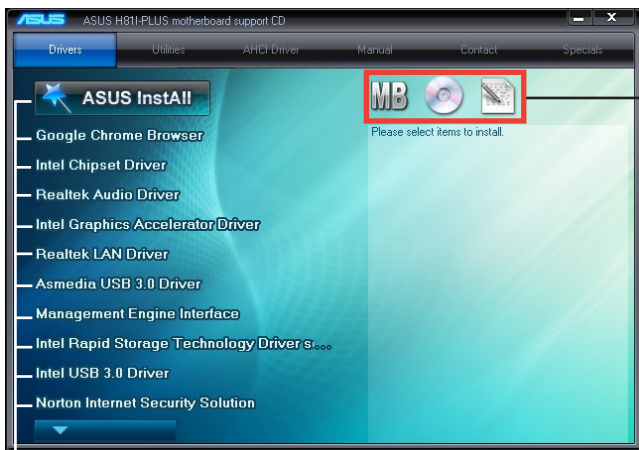 ASUS ASUS H81I-PLUS motherboard support CD
Drivers Utilities AHCI Driver Manual Contact Specials
ASUS InstAll
MB
Google Chrome Browser
Please select items to install.
Intel Chipset Driver
Realtek Audio Driver
Intel Graphics Accelerator Driver
Realtek LAN Driver
Asmedia USB 3.0 Driver
Management Engine Interface
Intel Rapid Storage Technology Driver s...
Intel USB 3.0 Driver
Norton Internet Security Solution